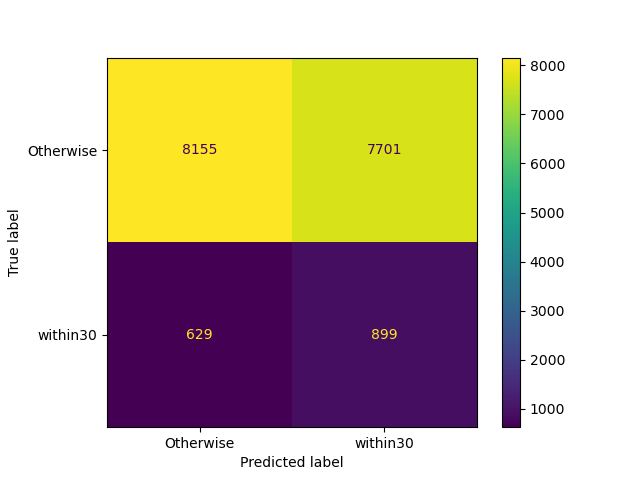 Otherwise
within30
True label
8155 7701
629 899
Otherwise within30
Predicted label
8000
7000
6000
5000
4000
3000
2000
1000